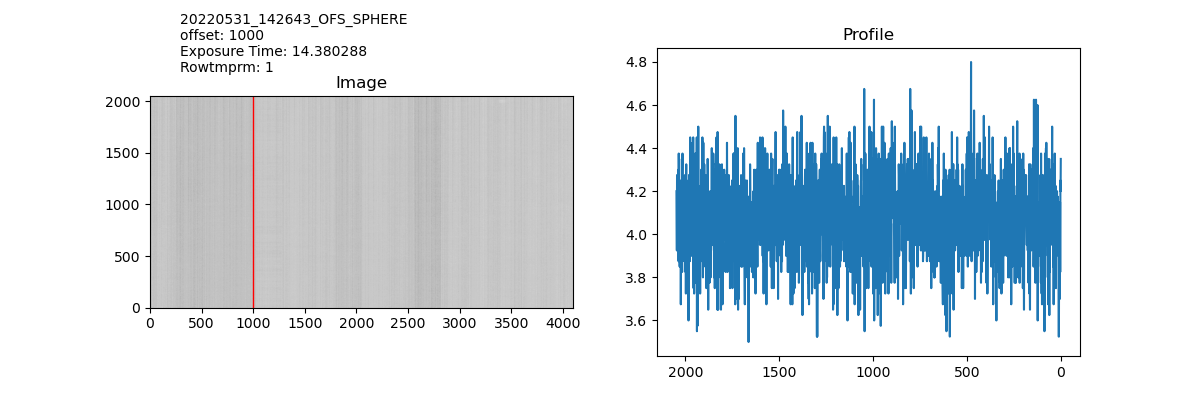 20220531_142643_OFS_SPHERE
offset: 1000
Exposure Time: 14.380288
Rowtmprm: 1
Image
2000
1500
1000
500
0
0 500 1000 1500 2000 2500 3000 3500 4000
Profile
4.8
4.6
4.4
4.2
4.0
3.8
3.6
2000 1500 1000 500 0